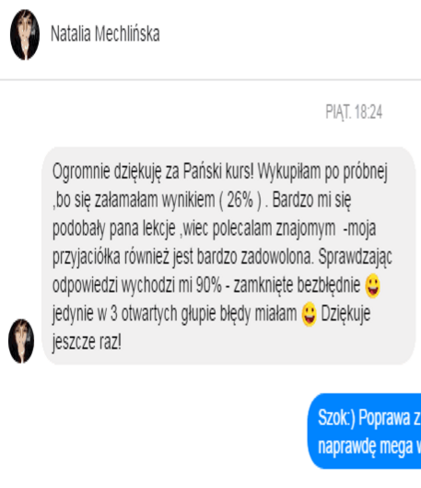 Natalia Mechlińska
PIĄT. 18:24
Ogromnie dziękuję za Pański kurs! Wykupiłam po próbnej
,bo się załamałam wynikiem ( 26% ) . Bardzo mi się
podobały pana lekcje ,wiec polecalam znajomym -moja
przyjaciółka również jest bardzo zadowolona. Sprawdzając
odpowiedzi wychodzi mi 90% - zamknięte bezbłędnie 😀
jedynie w 3 otwartych głupie błędy miałam 😀 Dziękuje
jeszcze raz!
Szok:) Poprawa z
naprawdę mega